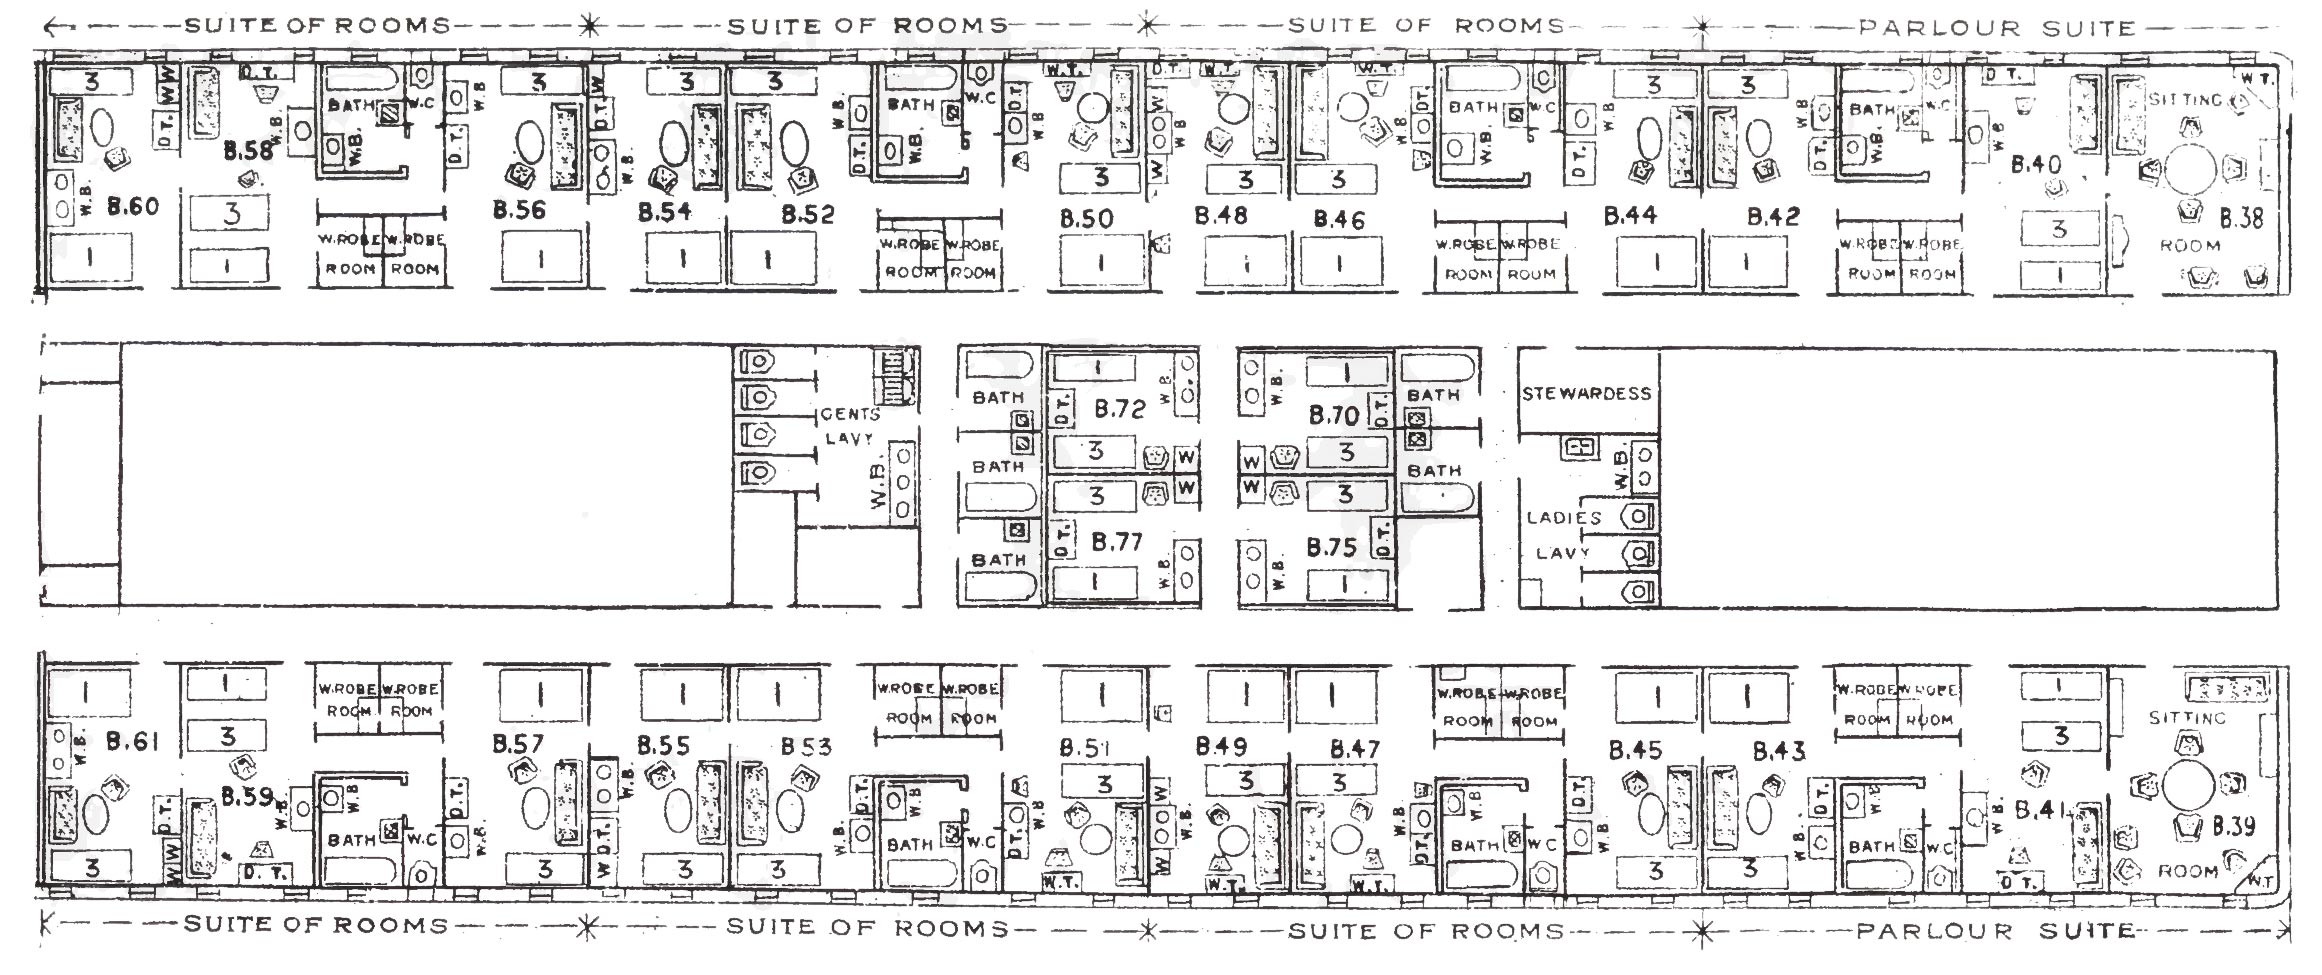 SUITE OF ROOMS SUITE OF ROOMS SUITE OF ROOMS PARLOUR SUITE
3 W D.T. 3 W 3 3 W.T. D.T. W.T. W.T. 3 3 D.T. W.T.
BATH W.C W.B D.T. BATH W.C D.T. W W.B BATH W.C W.B BATH W.C SITTING
D.T. W.B. W.B. D.T. W.B. W.B. D.T. W.B. W.B W W.B D.T. W.B. D.T. D.T. W.B. W.B
B.58 3 3 3 B.40
W.B. B.60 3 B.56 B.54 B.52 B.50 B.48 B.46 B.44 B.42 3 B.38
W.ROBE W.ROBE W.ROBE W.ROBE W.ROBE W.ROBE W.ROBE W.ROBE ROOM
1 1 ROOM ROOM 1 1 1 ROOM ROOM 1 1 1 ROOM ROOM 1 1 ROOM ROOM 1
1 W.B. W.B. 1
BATH D.T. B.72 B.70 D.T. BATH STEWARDESS
GENTS
LAVY
3 W W 3
BATH BATH W.B
W.B. 3 W W 3
LADIES
D.T. B.77 B.75 D.T.
BATH W.B. W.B. LAVY
1 1
1 1 W.ROBE W.ROBE 1 1 1 W.ROBE W.ROBE 1 1 1 W.ROBE W.ROBE 1 1 W.ROBE W.ROBE 1
ROOM ROOM ROOM ROOM ROOM ROOM ROOM ROOM SITTING
W.B. B.61 3 B.57 B.55 B.53 B.51 B.49 B.47 B.45 B.43 3
3 3 3
B.59 W.B. W.B D.T. W.B. D.T. W.B W.B W W.B. W.B D.T. D.T. W.B B.41 B.39
D.T. BATH W.C W.B. D.T. W.B. BATH W.C D.T. W.B. D.T. BATH W.C W.B. W.B. BATH W.C W.B.
3 W W D.T. 3 W 3 3 W.T. W W.T. W.T. 3 3 D.T. ROOM W.T
SUITE OF ROOMS SUITE OF ROOMS SUITE OF ROOMS PARLOUR SUITE